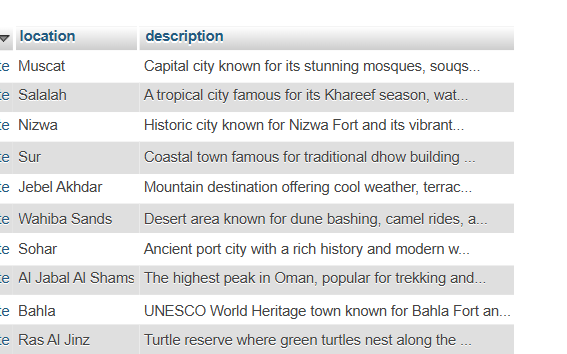 location description
te Muscat Capital city known for its stunning mosques, souqs...
te Salalah A tropical city famous for its Khareef season, wat...
te Nizwa Historic city known for Nizwa Fort and its vibrant...
te Sur Coastal town famous for traditional dhow building ...
te Jebel Akhdar Mountain destination offering cool weather, terrac...
te Wahiba Sands Desert area known for dune bashing, camel rides, a...
te Sohar Ancient port city with a rich history and modern w...
te Al Jabal Al Shams The highest peak in Oman, popular for trekking and...
te Bahla UNESCO World Heritage town known for Bahla Fort an...
te Ras Al Jinz Turtle reserve where green turtles nest along the ...